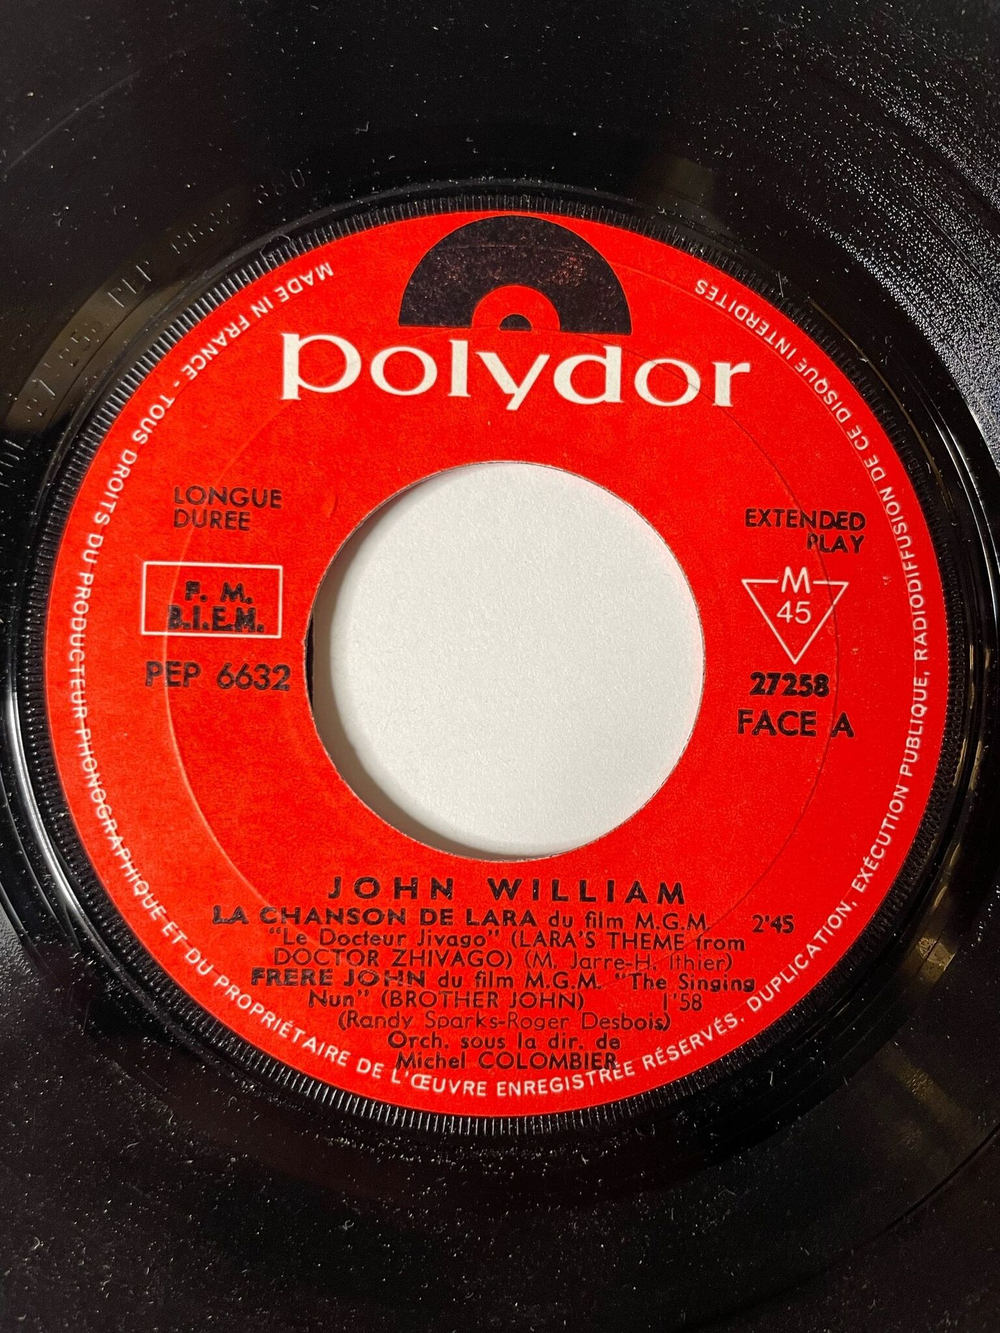 polydor
MADE IN FRANCE - TOUS DROITS DU PRODUCTEUR PHONOGRAPHIQUE ET DU PROPRIÉTAIRE DE L'ŒUVRE ENREGISTRÉE RÉSERVÉS, DUPLICATION, EXÉCUTION PUBLIQUE, RADIODIFFUSION DE CE DISQUE INTERDITES
LONGUE
DUREE
F. M.
B.I.E.M.
PEP 6632
EXTENDED
PLAY
M
45
27258
FACE A
JOHN WILLIAM
LA CHANSON DE LARA du film M.G.M. 2'45
"Le Docteur Jivago" (LARA'S THEME from
DOCTOR ZHIVAGO) (M. Jarre-H. Ithier)
FRERE JOHN du film M.G.M. "The Singing
Nun" (BROTHER JOHN) 1'58
(Randy Sparks-Roger Desbois)
Orch. sous la dir. de
Michel COLOMBIER